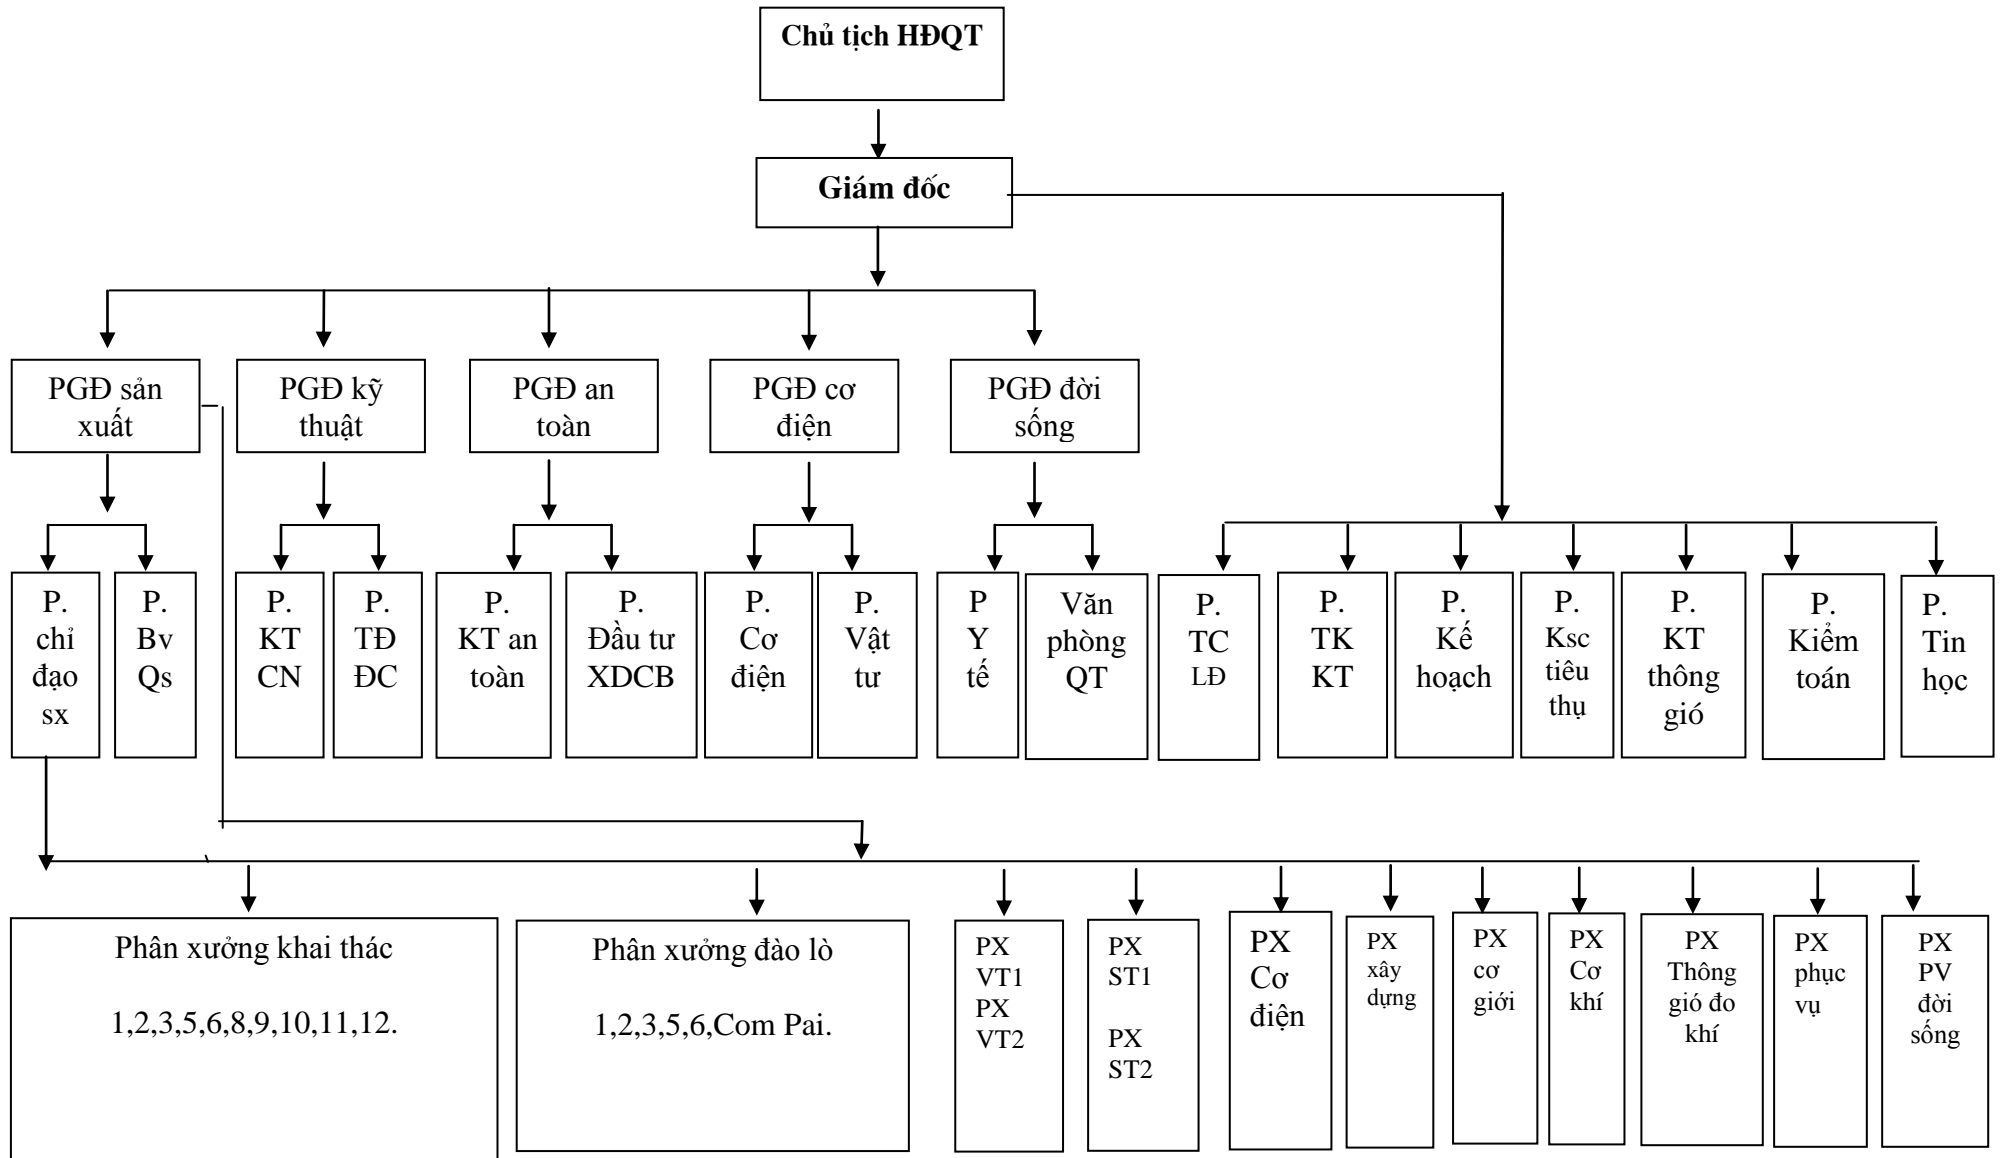 Chủ tịch HĐQT
Giám đốc
PGĐ sản
xuất
PGĐ kỹ
thuật
PGĐ an
toàn
PGĐ cơ
điện
PGĐ đời
sống
P.
chỉ
đạo
sx
P.
Bv
Qs
P.
KT
CN
P.
TĐ
ĐC
P.
KT an
toàn
P.
Đầu tư
XDCB
P.
Cơ
điện
P.
Vật
tư
P
Y
tế
Văn
phòng
QT
P.
TC
LĐ
P.
TK
KT
P.
Kế
hoạch
P.
Ksc
tiêu
thụ
P.
KT
thông
gió
P.
Kiểm
toán
P.
Tin
học
Phân xưởng khai thác
1,2,3,5,6,8,9,10,11,12.
Phân xưởng đào lò
1,2,3,5,6,Com Pai.
PX
VT1
PX
VT2
PX
ST1
PX
ST2
PX
Cơ
điện
PX
xây
dựng
PX
cơ
giới
PX
Cơ
khí
PX
Thông
gió đo
khí
PX
phục
vụ
PX
PV
đời
sống